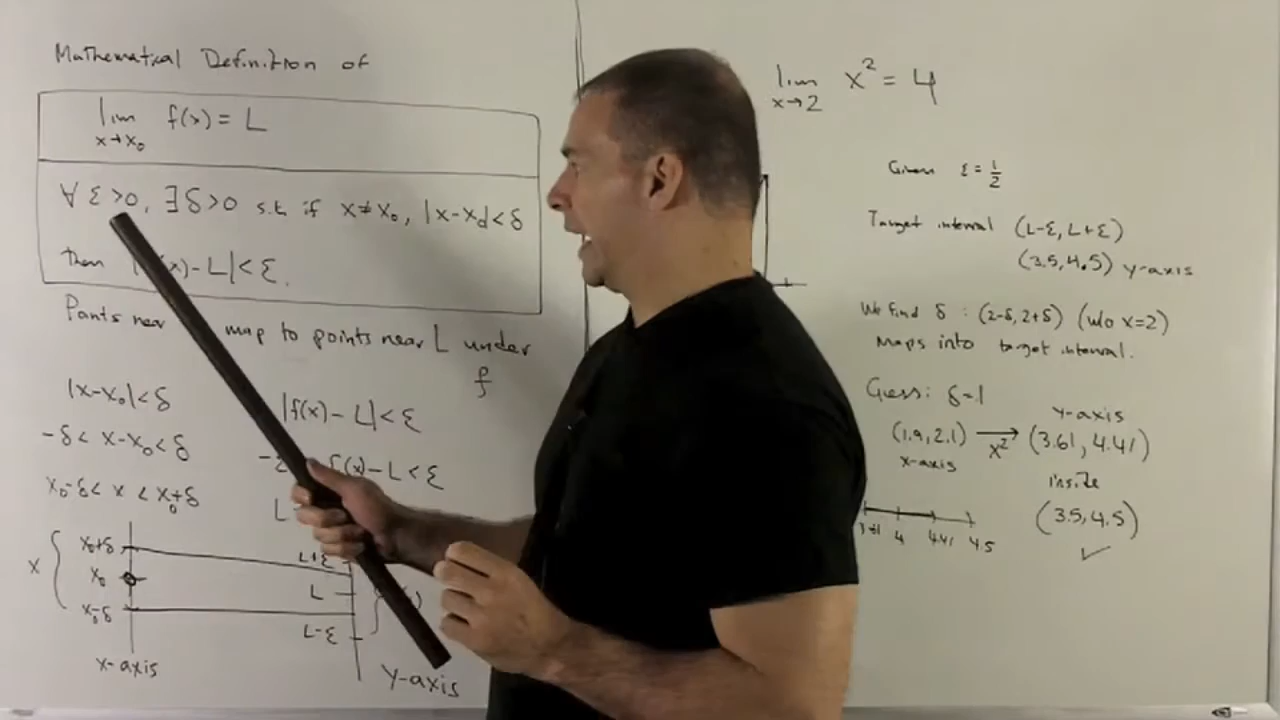 Mathematical Definition of
lim x→x₀ f(x) = L
∀ ε >0, ∃ δ>0 s.t. if x≠x₀, |x-x₀|<δ
then (x)-L|<ε.
Points near map to points near L under
f
|x-x₀|<δ
|f(x)-L|<ε
-δ< x-x₀<δ
f(x)-L<ε
x₀-δ< x < x₀+δ
L
x
x₀+δ
x₀
x₀-δ
x-axis
L+ε
L
L-ε
y-axis
lim x→2 x² = 4
Given ε = 1/2
Target interval (L-ε, L+ε)
(3.5, 4.5) y-axis
We find δ : (2-δ, 2+δ) (w/o x=2)
maps into target interval.
Guess: δ=.1
y-axis
(1.9, 2.1) → x² (3.61, 4.41)
x-axis
inside
(3.5, 4.5)
✓
4 4.41 4.5